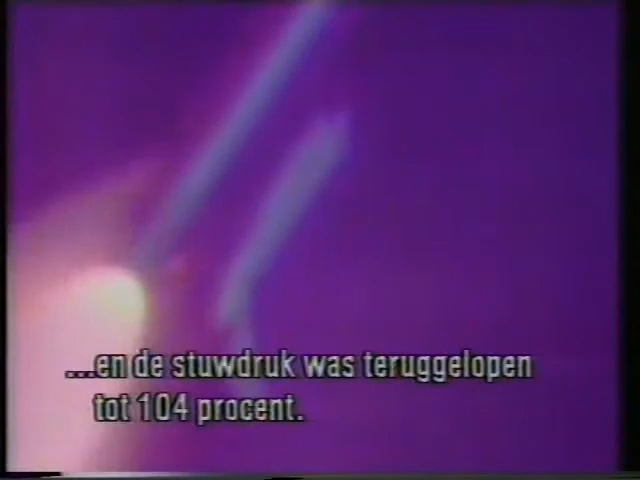 ...en de stuwdruk was teruggelopen
tot 104 procent.